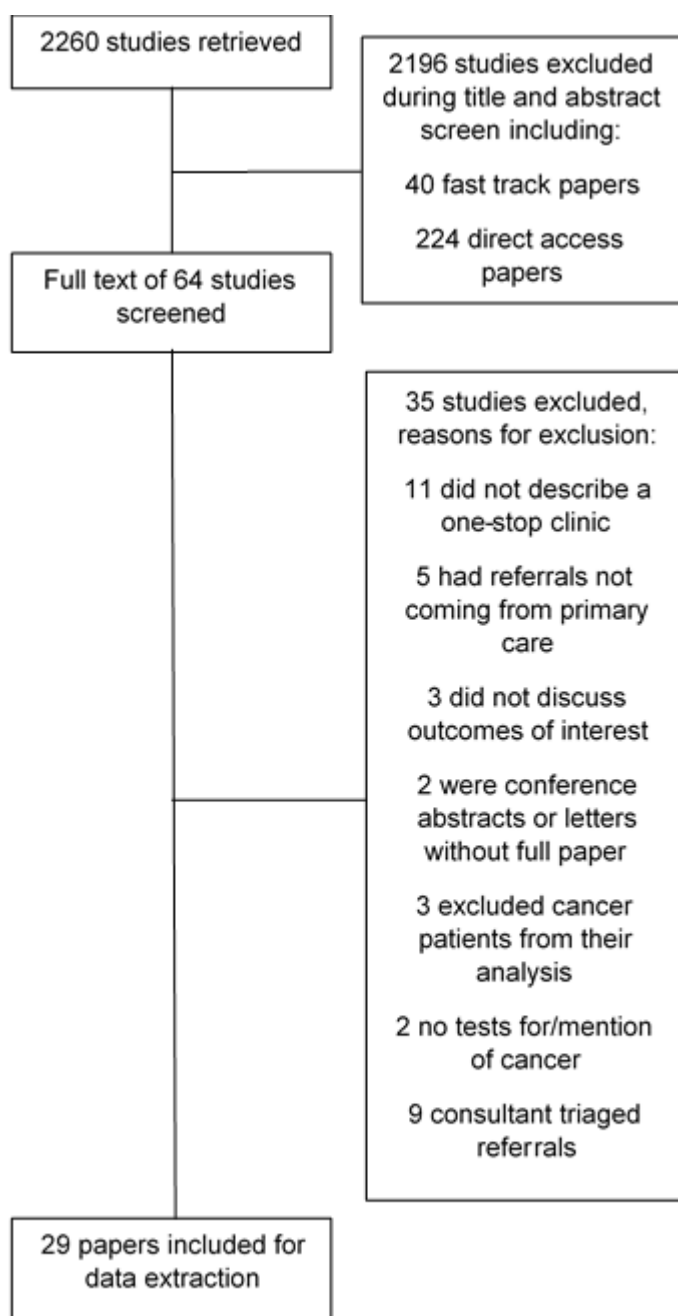 2260 studies retrieved
2196 studies excluded
during title and abstract
screen including:
40 fast track papers
224 direct access
papers
Full text of 64 studies
screened
35 studies excluded,
reasons for exclusion:
11 did not describe a
one-stop clinic
5 had referrals not
coming from primary
care
3 did not discuss
outcomes of interest
2 were conference
abstracts or letters
without full paper
3 excluded cancer
patients from their
analysis
2 no tests for/mention
of cancer
9 consultant triaged
referrals
29 papers included for
data extraction